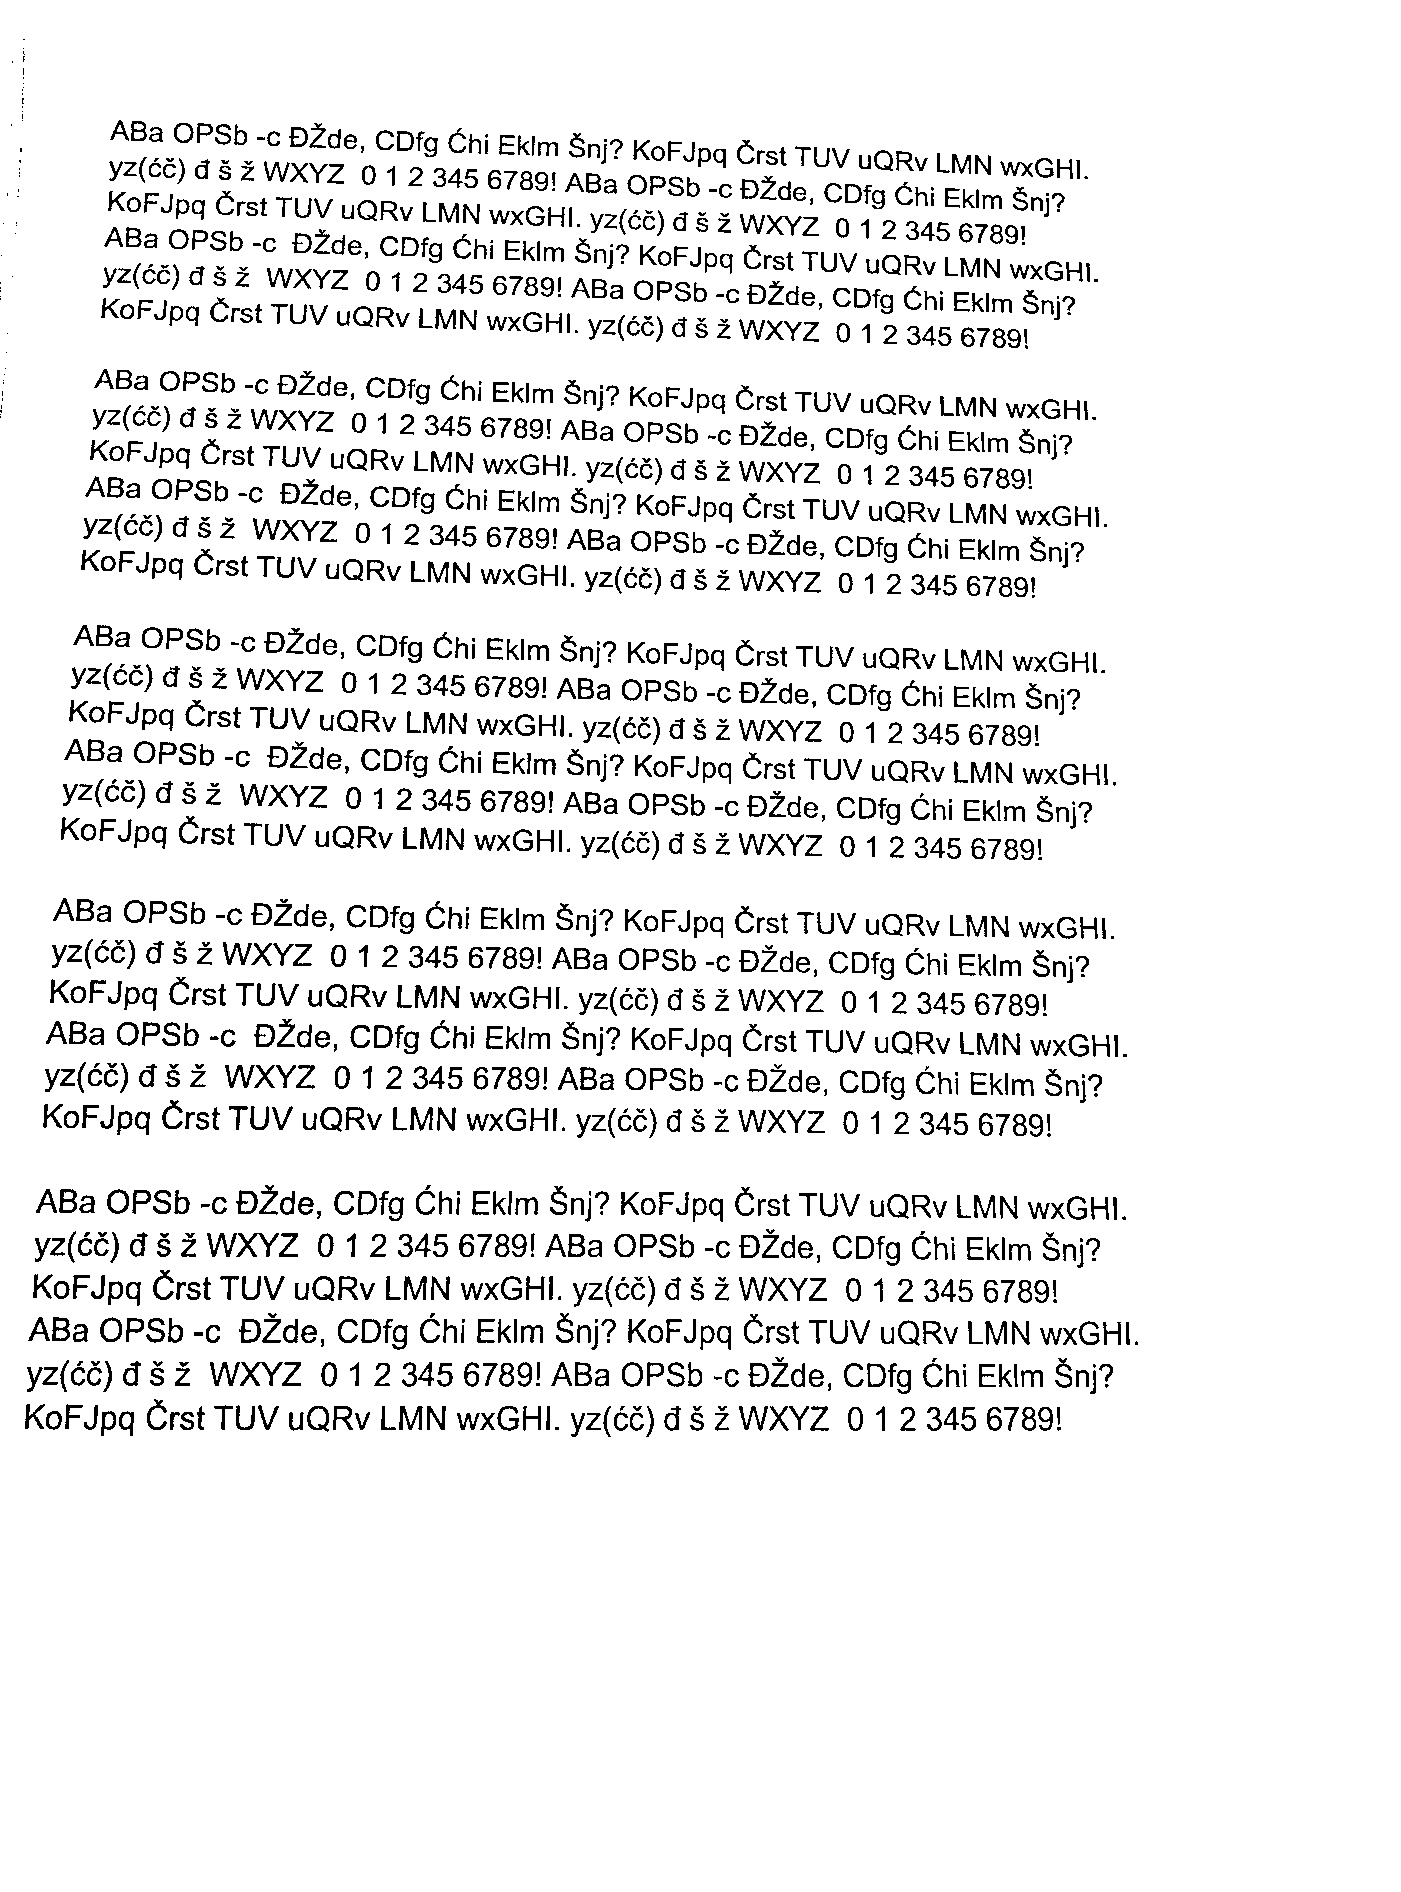 ABa OPSb -c ĐŽde, CDfg Ćhi Eklm Šnj? KoFJpq Črst TUV uQRv LMN wxGHI.
yz(ćč) đ š ž WXYZ  0 1 2 345 6789! ABa OPSb -c ĐŽde, CDfg Ćhi Eklm Šnj?
KoFJpq Črst TUV uQRv LMN wxGHI. yz(ćč) đ š ž WXYZ  0 1 2 345 6789!
ABa OPSb -c  ĐŽde, CDfg Ćhi Eklm Šnj? KoFJpq Črst TUV uQRv LMN wxGHI.
yz(ćč) đ š ž  WXYZ  0 1 2 345 6789! ABa OPSb -c ĐŽde, CDfg Ćhi Eklm Šnj?
KoFJpq Črst TUV uQRv LMN wxGHI. yz(ćč) đ š ž WXYZ  0 1 2 345 6789!

ABa OPSb -c ĐŽde, CDfg Ćhi Eklm Šnj? KoFJpq Črst TUV uQRv LMN wxGHI.
yz(ćč) đ š ž WXYZ  0 1 2 345 6789! ABa OPSb -c ĐŽde, CDfg Ćhi Eklm Šnj?
KoFJpq Črst TUV uQRv LMN wxGHI. yz(ćč) đ š ž WXYZ  0 1 2 345 6789!
ABa OPSb -c  ĐŽde, CDfg Ćhi Eklm Šnj? KoFJpq Črst TUV uQRv LMN wxGHI.
yz(ćč) đ š ž  WXYZ  0 1 2 345 6789! ABa OPSb -c ĐŽde, CDfg Ćhi Eklm Šnj?
KoFJpq Črst TUV uQRv LMN wxGHI. yz(ćč) đ š ž WXYZ  0 1 2 345 6789!

ABa OPSb -c ĐŽde, CDfg Ćhi Eklm Šnj? KoFJpq Črst TUV uQRv LMN wxGHI.
yz(ćč) đ š ž WXYZ  0 1 2 345 6789! ABa OPSb -c ĐŽde, CDfg Ćhi Eklm Šnj?
KoFJpq Črst TUV uQRv LMN wxGHI. yz(ćč) đ š ž WXYZ  0 1 2 345 6789!
ABa OPSb -c  ĐŽde, CDfg Ćhi Eklm Šnj? KoFJpq Črst TUV uQRv LMN wxGHI.
yz(ćč) đ š ž  WXYZ  0 1 2 345 6789! ABa OPSb -c ĐŽde, CDfg Ćhi Eklm Šnj?
KoFJpq Črst TUV uQRv LMN wxGHI. yz(ćč) đ š ž WXYZ  0 1 2 345 6789!

ABa OPSb -c ĐŽde, CDfg Ćhi Eklm Šnj? KoFJpq Črst TUV uQRv LMN wxGHI.
yz(ćč) đ š ž WXYZ  0 1 2 345 6789! ABa OPSb -c ĐŽde, CDfg Ćhi Eklm Šnj?
KoFJpq Črst TUV uQRv LMN wxGHI. yz(ćč) đ š ž WXYZ  0 1 2 345 6789!
ABa OPSb -c  ĐŽde, CDfg Ćhi Eklm Šnj? KoFJpq Črst TUV uQRv LMN wxGHI.
yz(ćč) đ š ž  WXYZ  0 1 2 345 6789! ABa OPSb -c ĐŽde, CDfg Ćhi Eklm Šnj?
KoFJpq Črst TUV uQRv LMN wxGHI. yz(ćč) đ š ž WXYZ  0 1 2 345 6789!

ABa OPSb -c ĐŽde, CDfg Ćhi Eklm Šnj? KoFJpq Črst TUV uQRv LMN wxGHI.
yz(ćč) đ š ž WXYZ  0 1 2 345 6789! ABa OPSb -c ĐŽde, CDfg Ćhi Eklm Šnj?
KoFJpq Črst TUV uQRv LMN wxGHI. yz(ćč) đ š ž WXYZ  0 1 2 345 6789!
ABa OPSb -c  ĐŽde, CDfg Ćhi Eklm Šnj? KoFJpq Črst TUV uQRv LMN wxGHI.
yz(ćč) đ š ž  WXYZ  0 1 2 345 6789! ABa OPSb -c ĐŽde, CDfg Ćhi Eklm Šnj?
KoFJpq Črst TUV uQRv LMN wxGHI. yz(ćč) đ š ž WXYZ  0 1 2 345 6789!